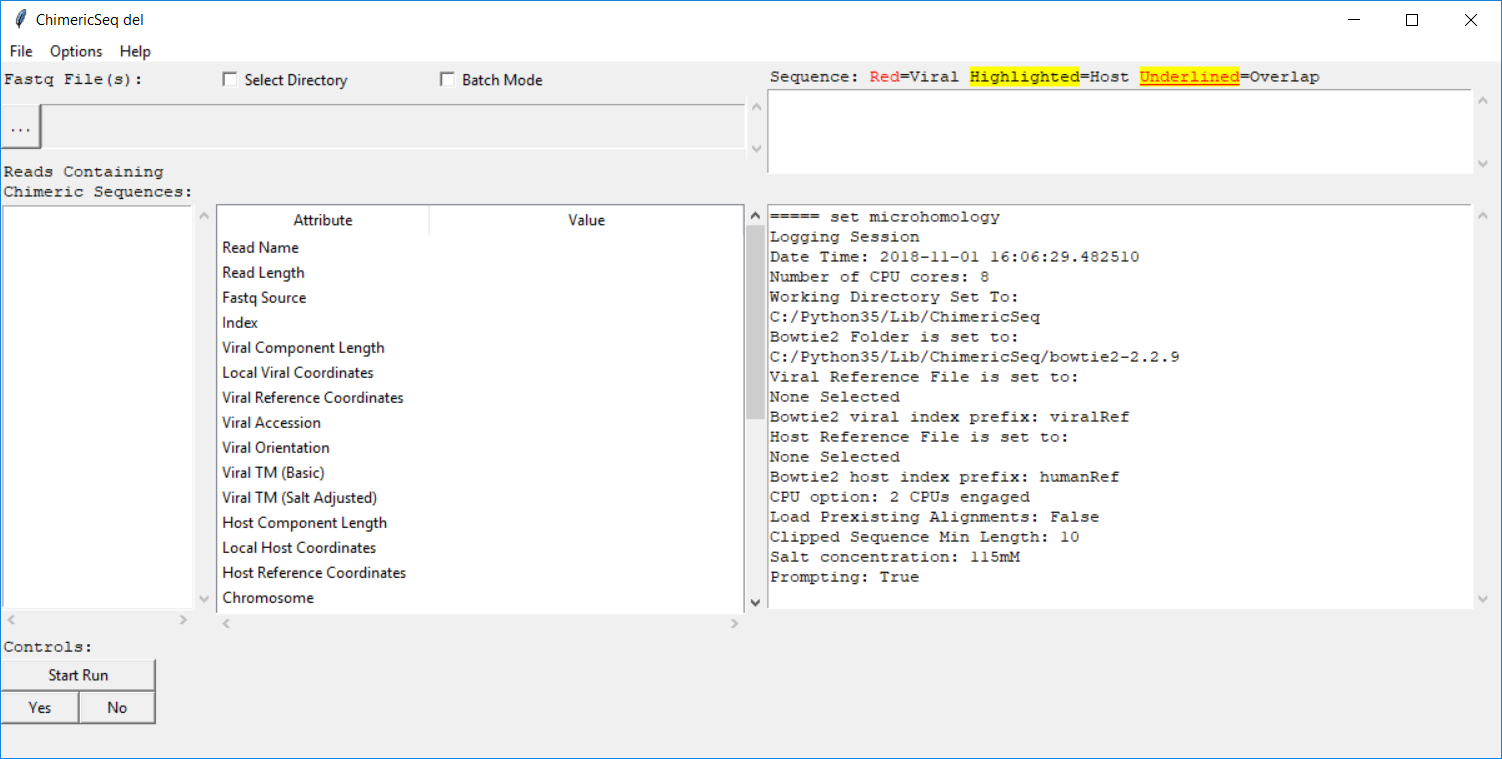 ChimericSeq del
File Options Help
Fastq File(s): Select Directory Batch Mode
...
Reads Containing
Chimeric Sequences:
Attribute Value
Read Name
Read Length
Fastq Source
Index
Viral Component Length
Local Viral Coordinates
Viral Reference Coordinates
Viral Accession
Viral Orientation
Viral TM (Basic)
Viral TM (Salt Adjusted)
Host Component Length
Local Host Coordinates
Host Reference Coordinates
Chromosome
Sequence: Red=Viral Highlighted=Host Underlined=Overlap
===== set microhomology
Logging Session
Date Time: 2018-11-01 16:06:29.482510
Number of CPU cores: 8
Working Directory Set To:
C:/Python35/Lib/ChimericSeq
Bowtie2 Folder is set to:
C:/Python35/Lib/ChimericSeq/bowtie2-2.2.9
Viral Reference File is set to:
None Selected
Bowtie2 viral index prefix: viralRef
Host Reference File is set to:
None Selected
Bowtie2 host index prefix: humanRef
CPU option: 2 CPUs engaged
Load Prexisting Alignments: False
Clipped Sequence Min Length: 10
Salt concentration: 115mM
Prompting: True
Controls:
Start Run
Yes No